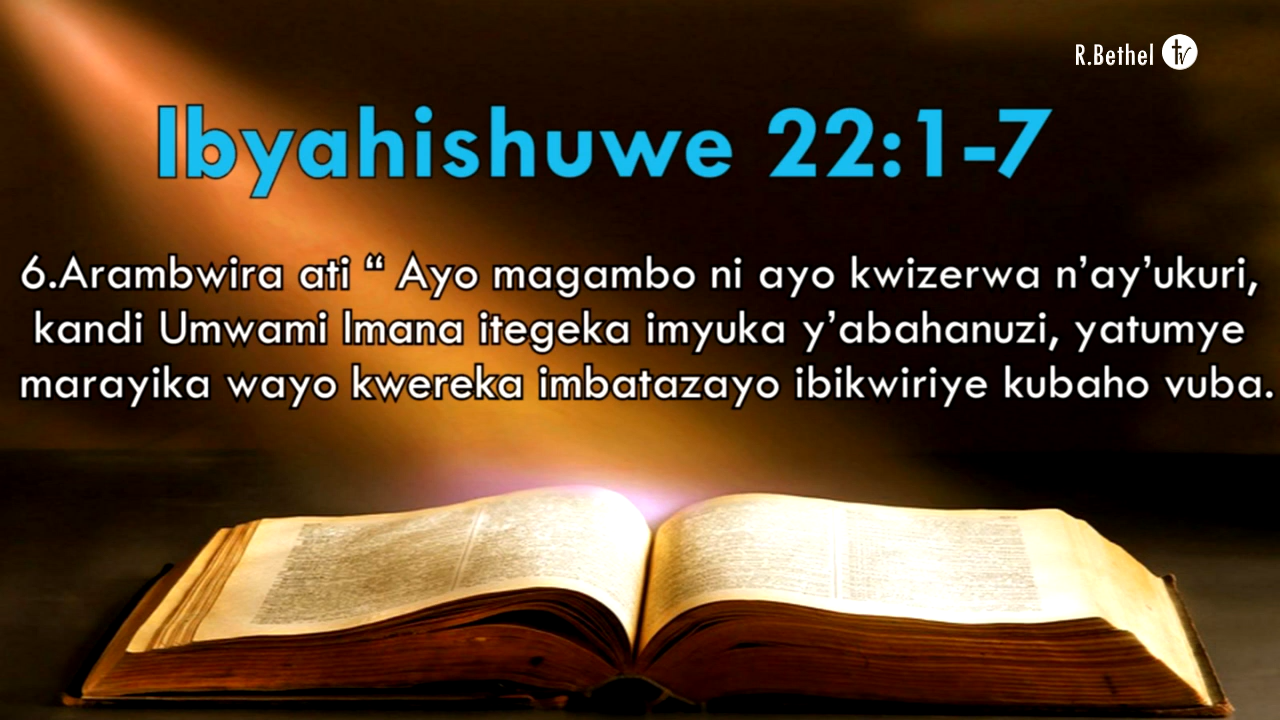 R.Bethel tv
Ibyahishuwe 22:1-7
6.Arambwira ati “ Ayo magambo ni ayo kwizerwa n’ay’ukuri,
kandi Umwami Imana itegeka imyuka y’abahanuzi, yatumye
marayika wayo kwereka imbatazayo ibikwiriye kubaho vuba.